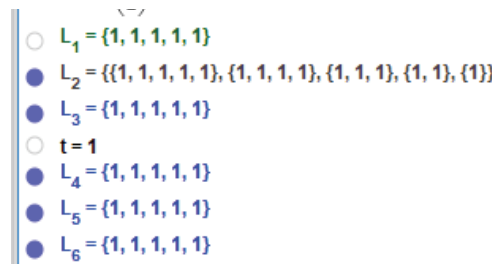 L₁ = {1, 1, 1, 1, 1}
L₂ = {{1, 1, 1, 1, 1}, {1, 1, 1, 1}, {1, 1, 1}, {1, 1}, {1}}
L₃ = {1, 1, 1, 1, 1}
t = 1
L₄ = {1, 1, 1, 1, 1}
L₅ = {1, 1, 1, 1, 1}
L₆ = {1, 1, 1, 1, 1}